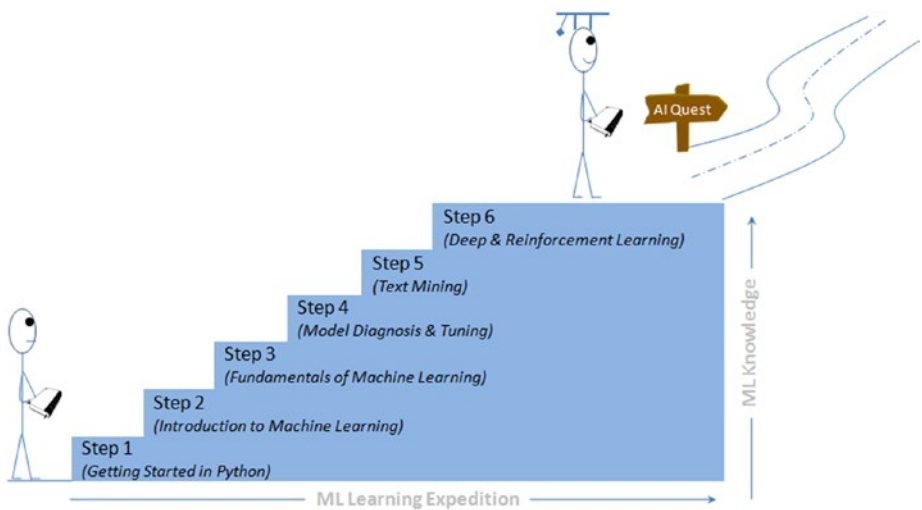 AI Quest
Step 6
(Deep & Reinforcement Learning)
Step 5
(Text Mining)
Step 4
(Model Diagnosis & Tuning)
Step 3
(Fundamentals of Machine Learning)
Step 2
(Introduction to Machine Learning)
Step 1
(Getting Started in Python)
ML Learning Expedition
ML Knowledge